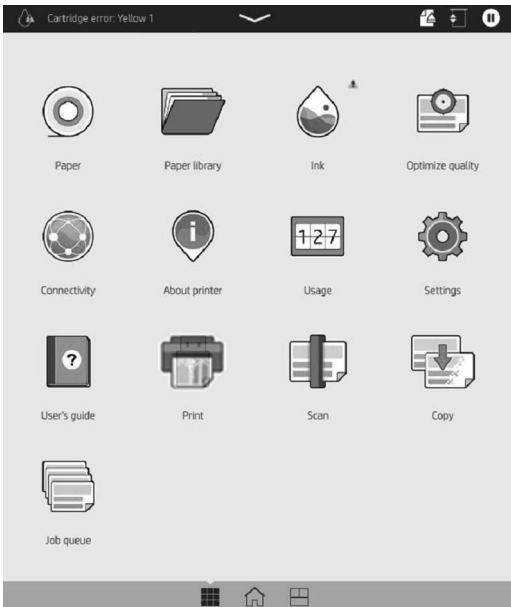 Cartridge error: Yellow 1
Paper
Paper library
Ink
Optimize quality
i
127
Connectivity
About printer
Usage
Settings
?
User's guide
Print
Scan
Copy
Job queue